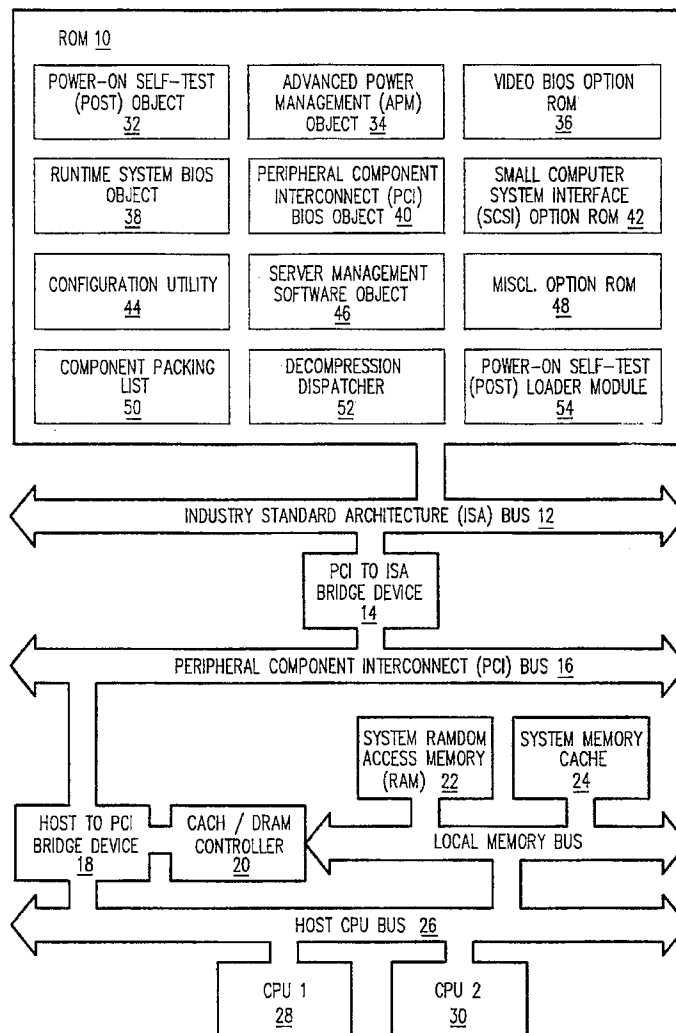 ROM 10
POWER-ON SELF-TEST
(POST) OBJECT
32
ADVANCED POWER
MANAGEMENT (APM)
OBJECT 34
VIDEO BIOS OPTION
ROM
36
RUNTIME SYSTEM BIOS
OBJECT
38
PERIPHERAL COMPONENT
INTERCONNECT (PCI)
BIOS OBJECT 40
SMALL COMPUTER
SYSTEM INTERFACE
(SCSI) OPTION ROM 42
CONFIGURATION UTILITY
44
SERVER MANAGEMENT
SOFTWARE OBJECT
46
MISCL. OPTION ROM
48
COMPONENT PACKING
LIST
50
DECOMPRESSION
DISPATCHER
52
POWER-ON SELF-TEST
(POST) LOADER MODULE
54
INDUSTRY STANDARD ARCHITECTURE (ISA) BUS 12
PCI TO ISA
BRIDGE DEVICE
14
PERIPHERAL COMPONENT INTERCONNECT (PCI) BUS 16
SYSTEM RAMDOM
ACCESS MEMORY
(RAM) 22
SYSTEM MEMORY
CACHE
24
HOST TO PCI
BRIDGE DEVICE
18
CACH / DRAM
CONTROLLER
20
LOCAL MEMORY BUS
HOST CPU BUS 26
CPU 1
28
CPU 2
30